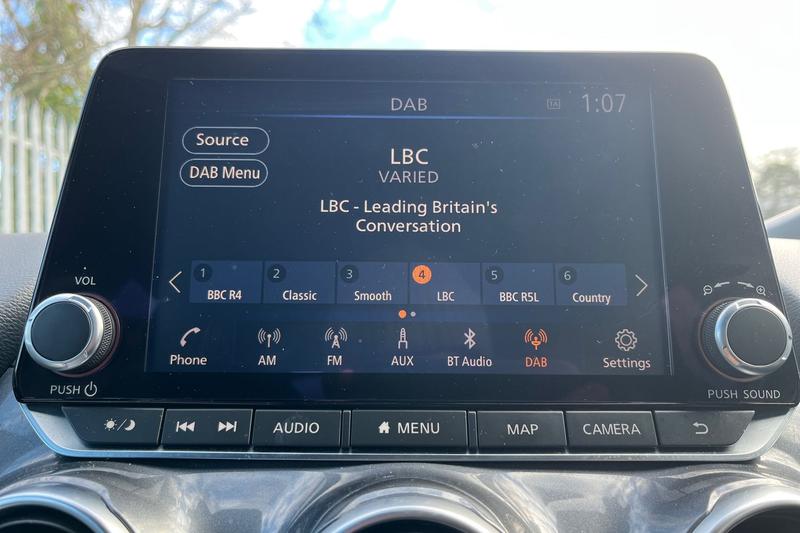 DAB
1A 1:07
Source
DAB Menu
LBC
VARIED
LBC - Leading Britain's
Conversation
1 2 3 4 5 6
BBC R4 Classic Smooth LBC BBC R5L Country
Phone AM FM AUX BT Audio DAB Settings
VOL
PUSH
PUSH SOUND
AUDIO MENU MAP CAMERA